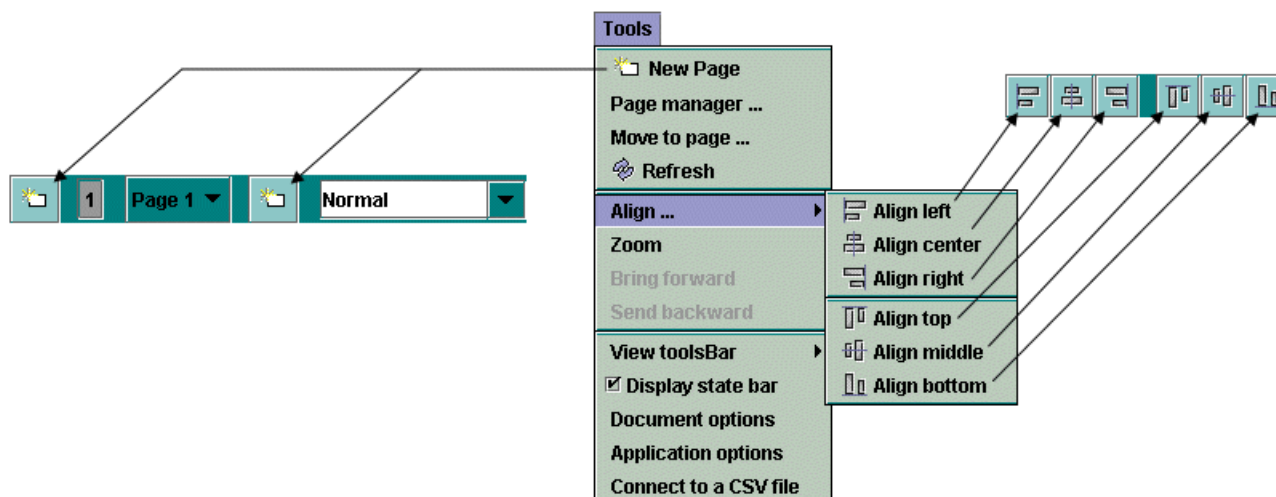 Tools
New Page
Page manager ...
Move to page ...
Refresh
1
Page 1
Normal
Align ...
Zoom
Bring forward
Send backward
Align left
Align center
Align right
Align top
Align middle
Align bottom
View toolsBar
Display state bar
Document options
Application options
Connect to a CSV file